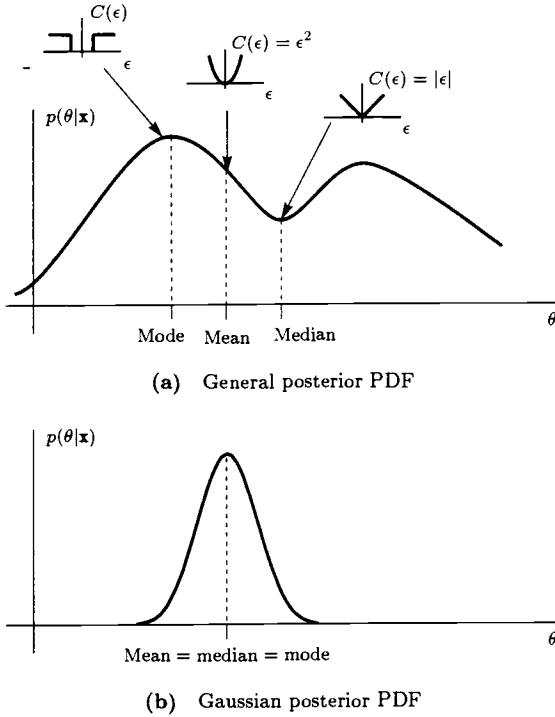 C(ϵ)
ϵ
C(ϵ) = ϵ²
ϵ
C(ϵ) = |ϵ|
ϵ
p(θ|x)
θ
Mode
Mean
Median
(a) General posterior PDF
p(θ|x)
θ
Mean = median = mode
(b) Gaussian posterior PDF